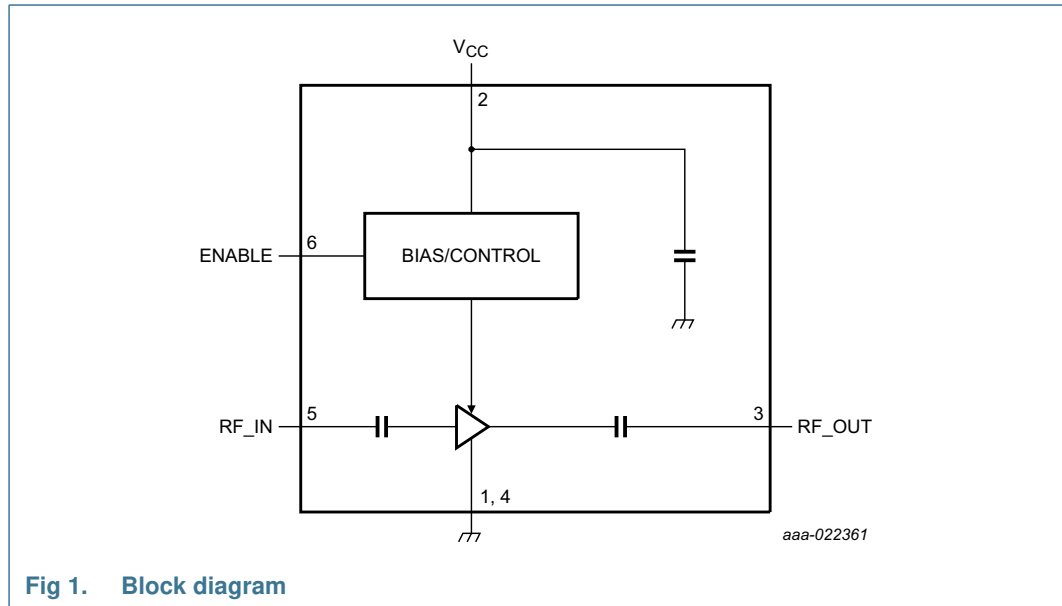 VCC
2
6
ENABLE
BIAS/CONTROL
5
RF_IN
3
RF_OUT
1, 4
aaa-022361
Fig 1. Block diagram